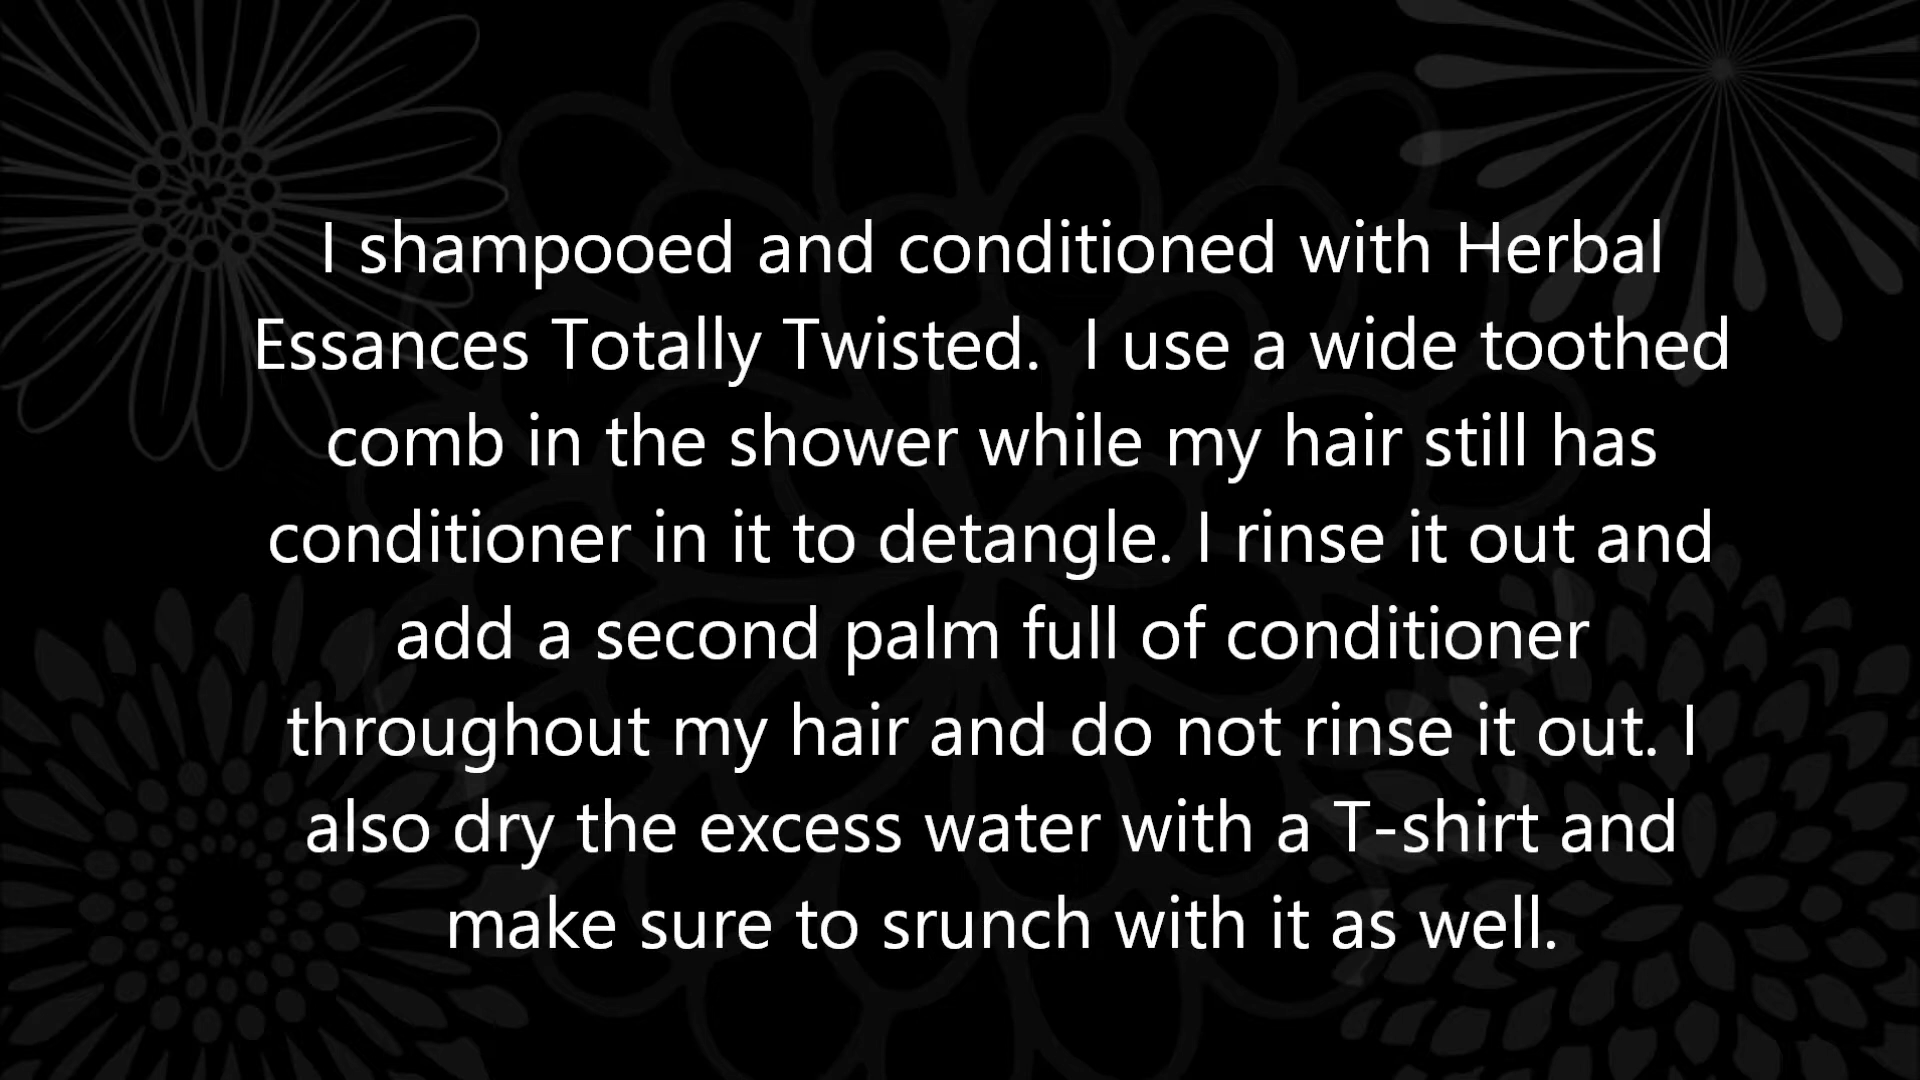 I shampooed and conditioned with Herbal
Essances Totally Twisted.  I use a wide toothed
comb in the shower while my hair still has
conditioner in it to detangle. I rinse it out and
add a second palm full of conditioner
throughout my hair and do not rinse it out. I
also dry the excess water with a T-shirt and
make sure to srunch with it as well.